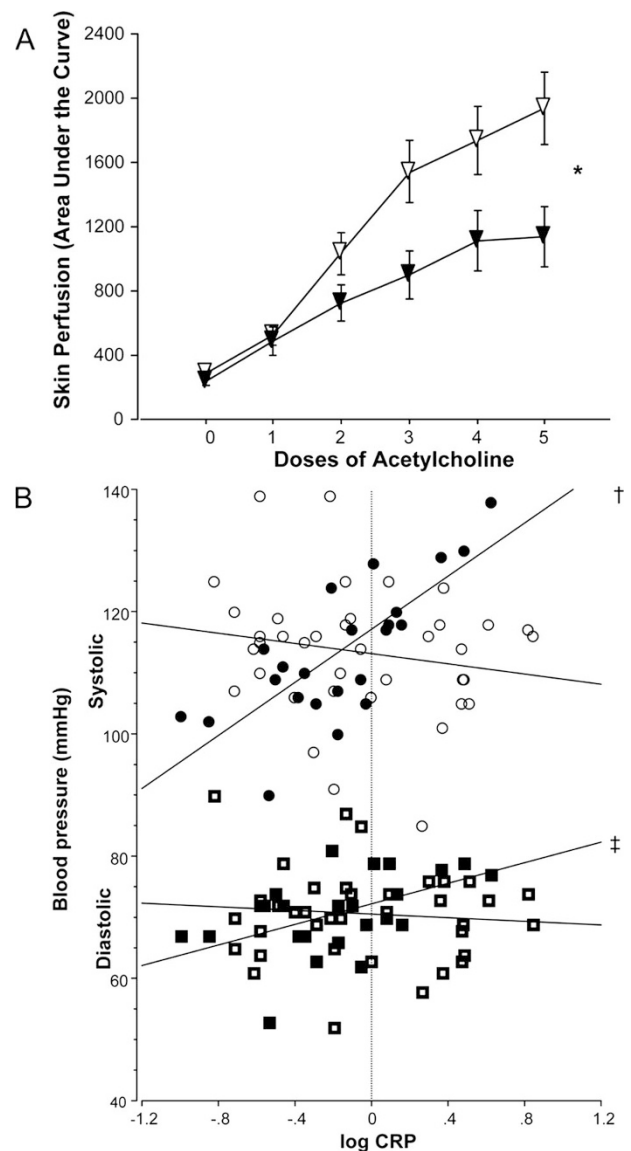 A
Skin Perfusion (Area Under the Curve)
2400
2000
1600
1200
800
400
0
*
0 1 2 3 4 5
Doses of Acetylcholine
B
Blood pressure (mmHg)
Systolic
Diastolic
140
120
100
80
60
40
†
‡
-1.2 -.8 -.4 0 .4 .8 1.2
log CRP